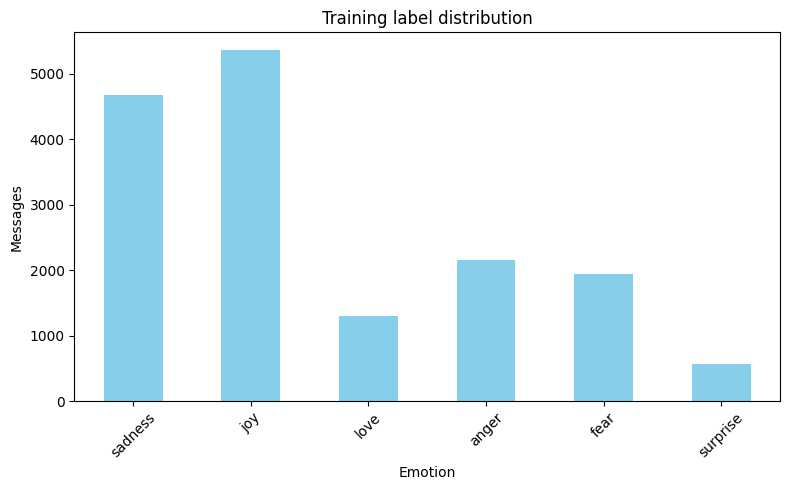 Training label distribution
Messages
5000
4000
3000
2000
1000
0
sadness
joy
love
anger
fear
surprise
Emotion